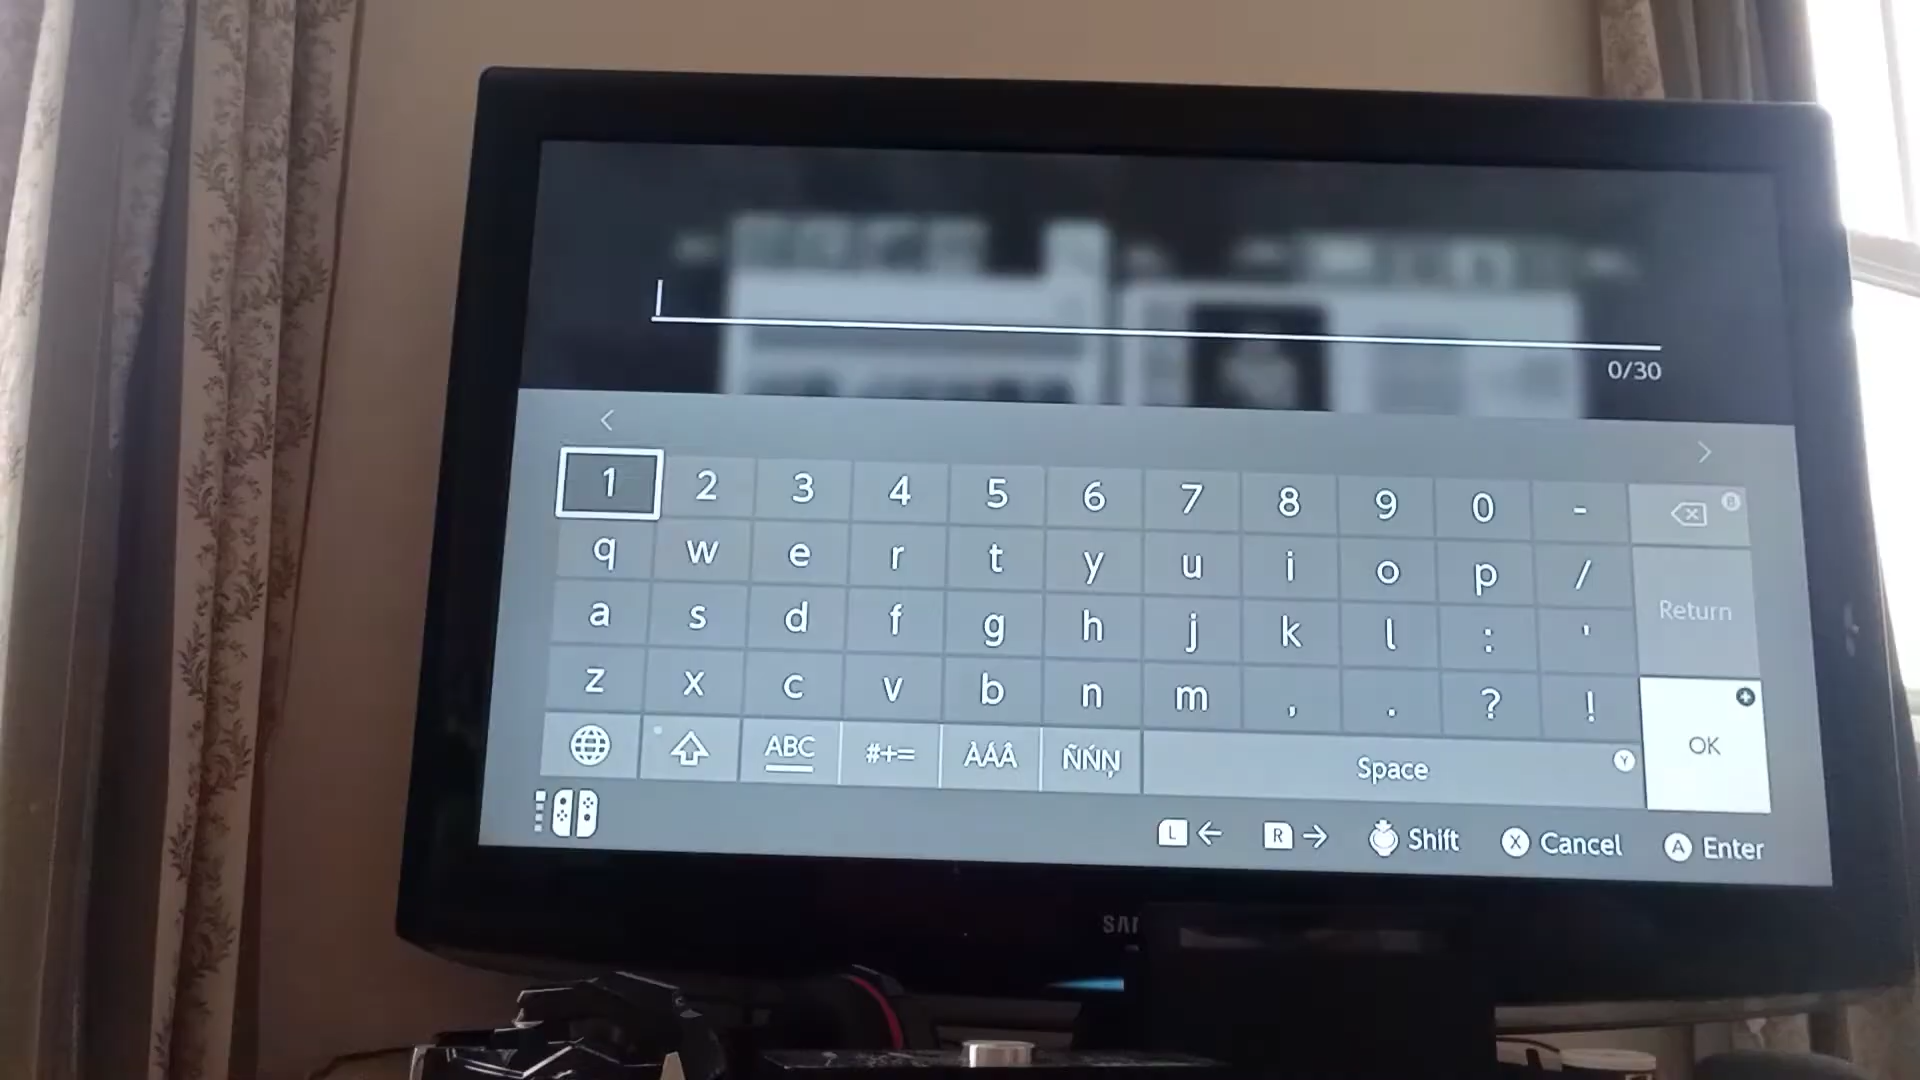 0/30
1 2 3 4 5 6 7 8 9 0 - B
q w e r t y u i o p / Return
a s d f g h j k l : '
z x c v b n m , . ? !
ABC #+= ÀÁÂ ÑŃŅ Space Y OK
L ← R → Shift X Cancel A Enter